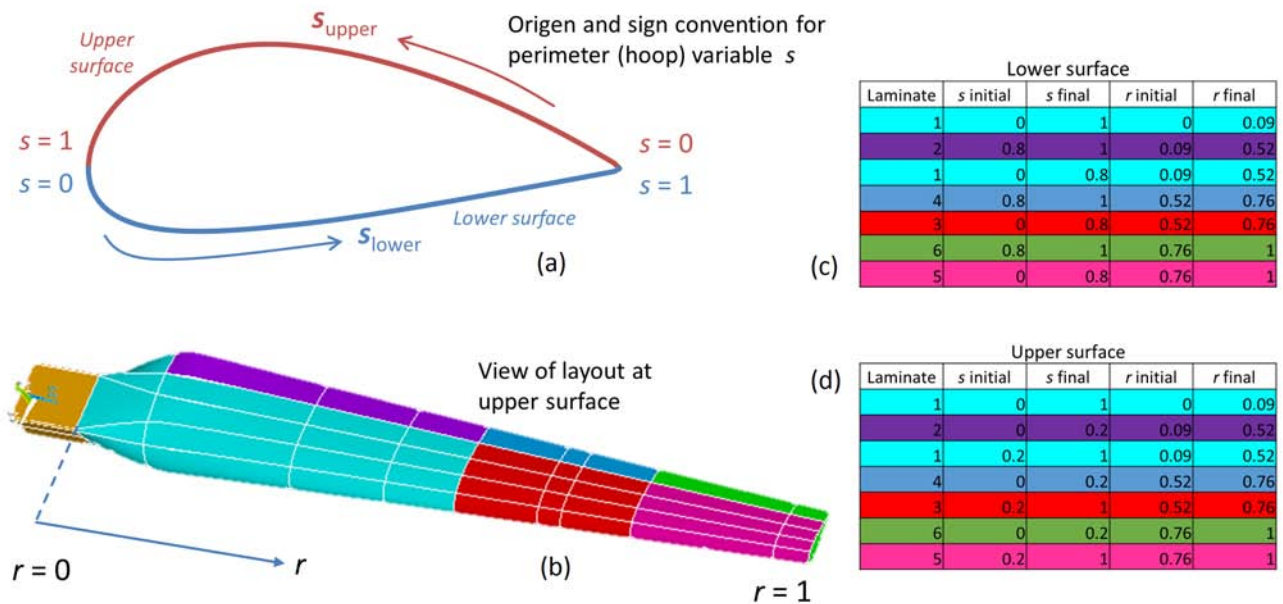 Upper
surface
s upper
Origen and sign convention for
perimeter (hoop) variable s
s = 1
s = 0
s = 0
s = 1
Lower surface
s lower
(a)
(c)
Lower surface
Laminate s initial s final r initial r final
1 0 1 0 0.09
2 0.8 1 0.09 0.52
1 0 0.8 0.09 0.52
4 0.8 1 0.52 0.76
3 0 0.8 0.52 0.76
6 0.8 1 0.76 1
5 0 0.8 0.76 1
View of layout at
upper surface
r
r = 0
(b)
r = 1
(d)
Upper surface
Laminate s initial s final r initial r final
1 0 1 0 0.09
2 0 0.2 0.09 0.52
1 0.2 1 0.09 0.52
4 0 0.2 0.52 0.76
3 0.2 1 0.52 0.76
6 0 0.2 0.76 1
5 0.2 1 0.76 1